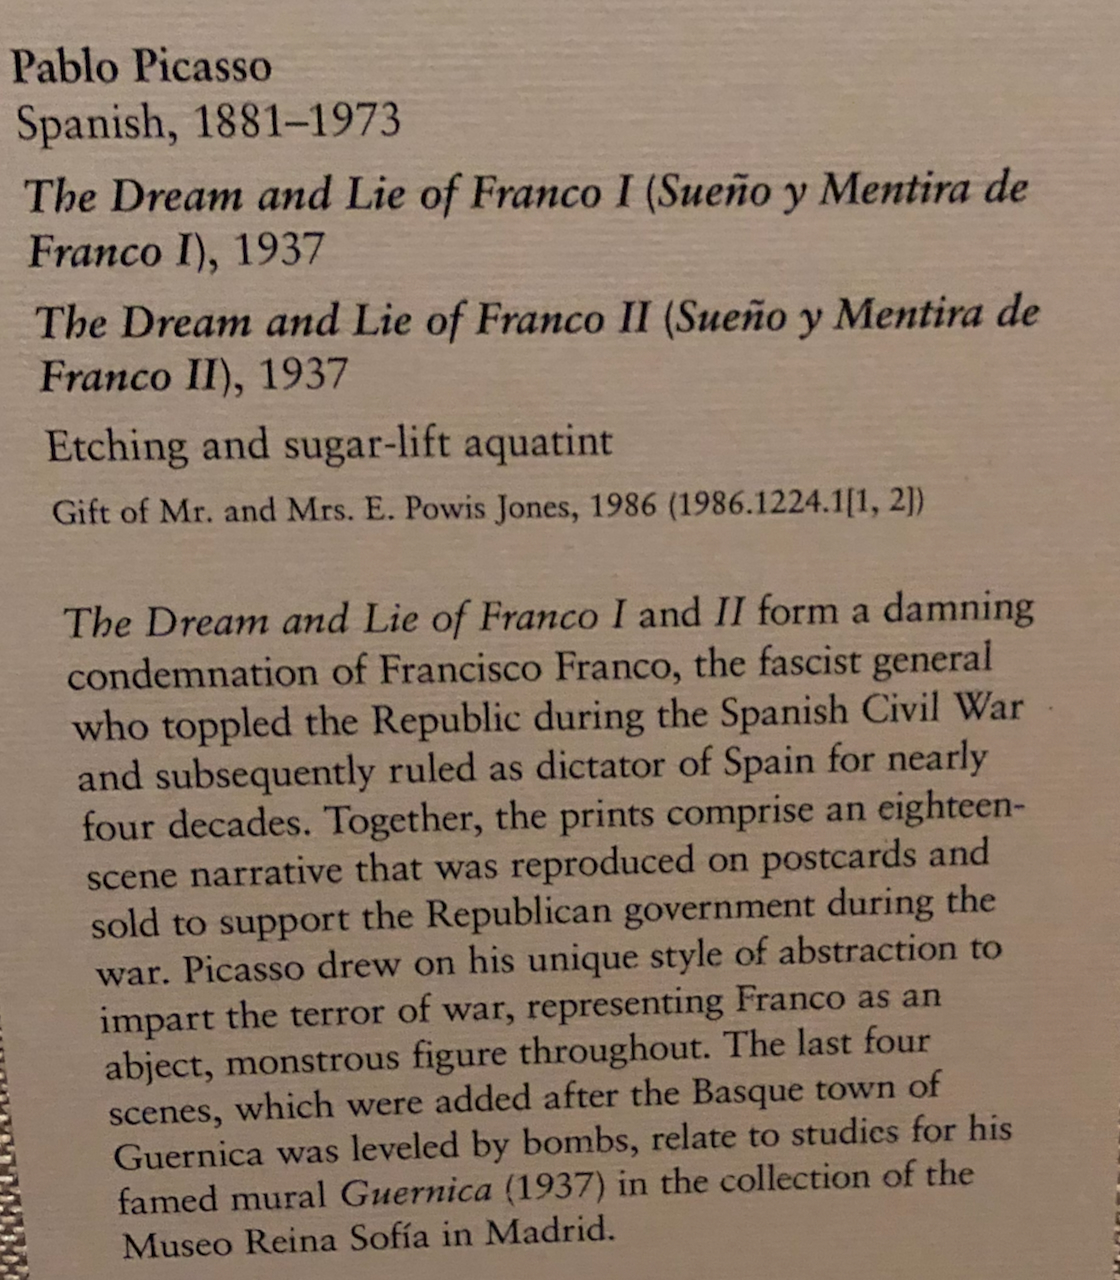 Pablo Picasso
Spanish, 1881–1973
The Dream and Lie of Franco I (Sueño y Mentira de
Franco I), 1937
The Dream and Lie of Franco II (Sueño y Mentira de
Franco II), 1937
Etching and sugar-lift aquatint
Gift of Mr. and Mrs. E. Powis Jones, 1986 (1986.1224.1[1, 2])
The Dream and Lie of Franco I and II form a damning
condemnation of Francisco Franco, the fascist general
who toppled the Republic during the Spanish Civil War
and subsequently ruled as dictator of Spain for nearly
four decades. Together, the prints comprise an eighteen-
scene narrative that was reproduced on postcards and
sold to support the Republican government during the
war. Picasso drew on his unique style of abstraction to
impart the terror of war, representing Franco as an
abject, monstrous figure throughout. The last four
scenes, which were added after the Basque town of
Guernica was leveled by bombs, relate to studies for his
famed mural Guernica (1937) in the collection of the
Museo Reina Sofía in Madrid.